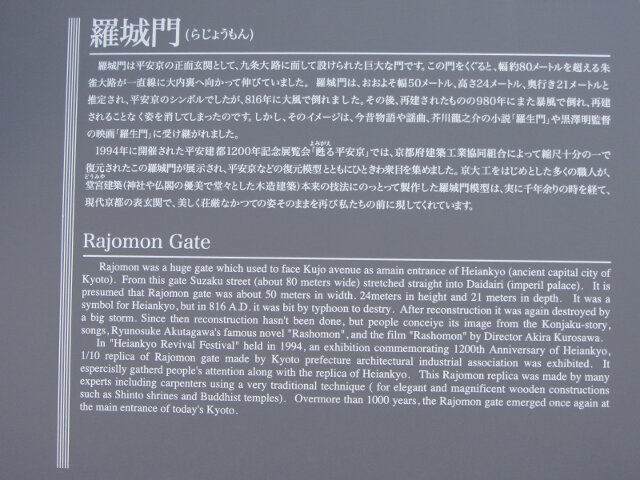 羅城門（らじょうもん）
羅城門は平安京の正面玄関として、九条大路に面して設けられた巨大な門です。この門をくぐると、幅約80メートルを超える朱
雀大路が一直線に大内裏へ向かって伸びていました。 羅城門は、おおよそ幅50メートル、高さ24メートル、奥行き21メートルと
推定され、平安京のシンボルでしたが、816年に大風で倒れました。その後、再建されたものの980年にまた暴風で倒れ、再建
されることなく姿を消してしまったのです。しかし、そのイメージは、今昔物語や謡曲、芥川龍之介の小説「羅生門」や黒澤明監督
の映画「羅生門」に受け継がれました。
1994年に開催された平安建都1200年記念展覧会「甦る平安京」では、京都府建築工業協同組合によって縮尺十分の一で
よみがえ
復元されたこの羅城門が展示され、平安京などの復元模型とともにひときわ衆目を集めました。京大工をはじめとした多くの職人が、
どうみや
堂宮建築（神社や仏閣の優美で堂々とした木造建築）本来の技法にのっとって製作した羅城門模型は、実に千年余りの時を経て、
現代京都の表玄関で、美しく荘厳なかつての姿そのままを再び私たちの前に現してくれています。
Rajomon Gate
Rajomon was a huge gate which used to face Kujo avenue as amain entrance of Heiankyo (ancient capital city of
Kyoto). From this gate Suzaku street (about 80 meters wide) stretched straight into Daidairi (imperil palace). It is
presumed that Rajomon gate was about 50 meters in width. 24meters in height and 21 meters in depth. It was a
symbol for Heiankyo, but in 816 A.D. it was bit by typhoon to destry. After reconstruction it was again destroyed by
a big storm. Since then reconstruction hasn't been done, but people conceiye its image from the Konjaku-story,
songs, Ryunosuke Akutagawa's famous novel "Rashomon", and the film "Rashomon" by Director Akira Kurosawa.
In "Heiankyo Revival Festival" held in 1994, an exhibition commemorating 1200th Anniversary of Heiankyo,
1/10 replica of Rajomon gate made by Kyoto prefecture architectural industrial association was exhibited. It
espercislly gatherd people's attention along with the replica of Heiankyo. This Rajomon replica was made by many
experts including carpenters using a very traditional technique ( for elegant and magnificent wooden constructions
such as Shinto shrines and Buddhist temples). Overmore than 1000 years, the Rajomon gate emerged once again at
the main entrance of today's Kyoto.